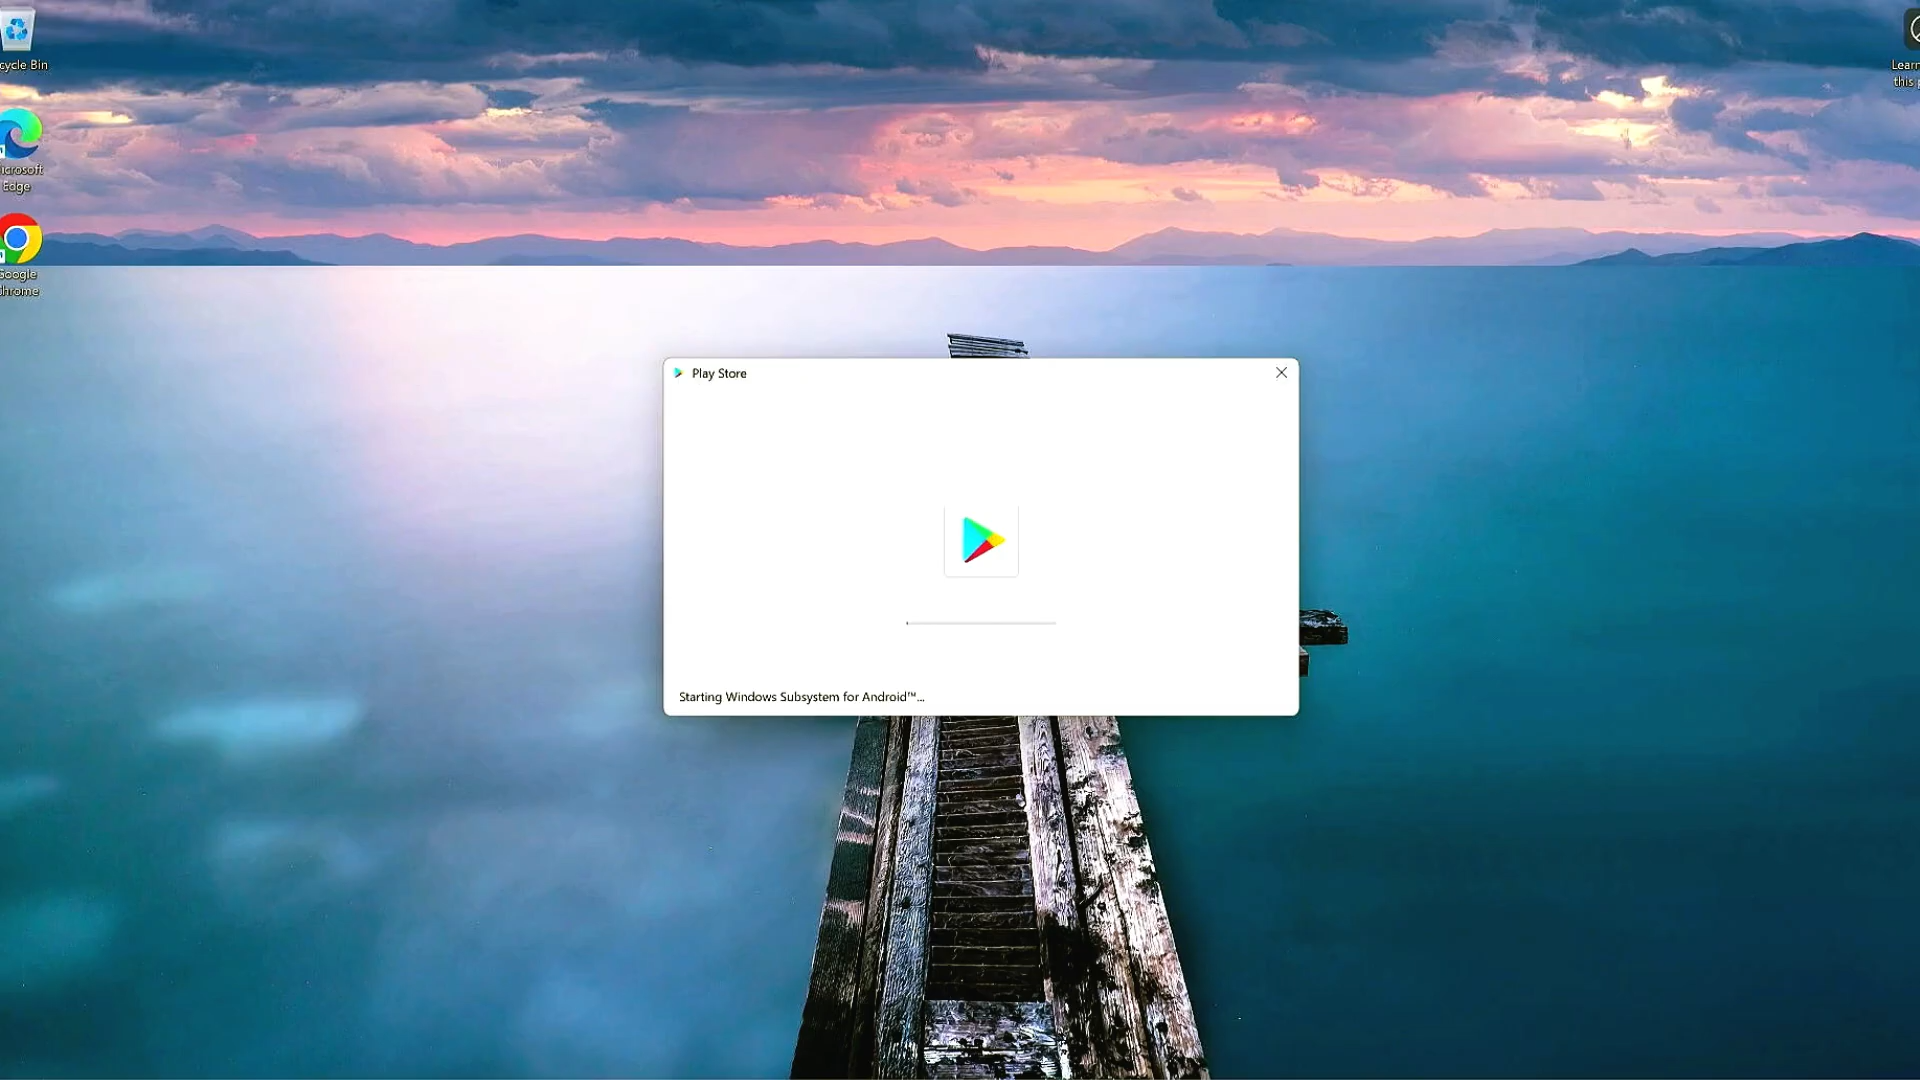 cycle Bin
icrosoft
Edge
Google
hrome
Learn
this p
Play Store
Starting Windows Subsystem for Android™...